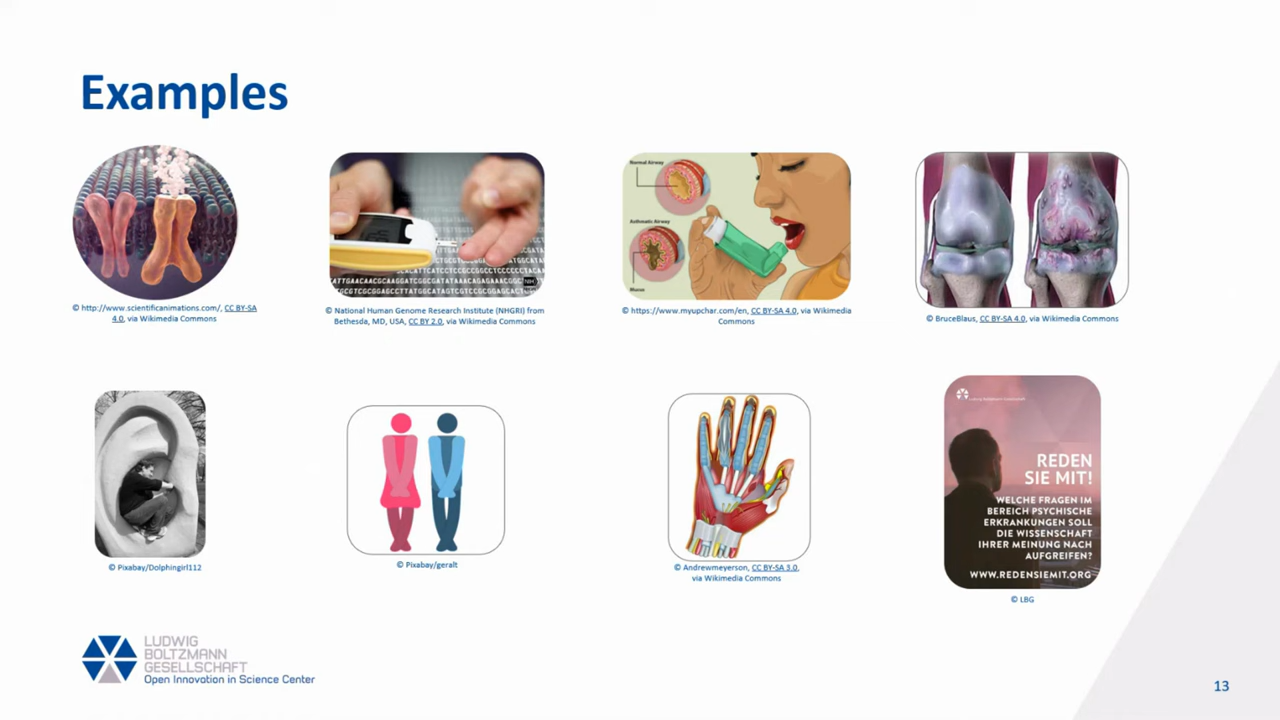 Examples
Normal Airway
Asthmatic Airway
Mucus
© http://www.scientificanimations.com/, CC BY-SA
4.0, via Wikimedia Commons
© National Human Genome Research Institute (NHGRI) from
Bethesda, MD, USA, CC BY 2.0, via Wikimedia Commons
© https://www.myupchar.com/en, CC BY-SA 4.0, via Wikimedia
Commons
© BruceBlaus, CC BY-SA 4.0, via Wikimedia Commons
© Pixabay/Dolphingirl112
© Pixabay/geralt
© Andrewmeyerson, CC BY-SA 3.0,
via Wikimedia Commons
REDEN
SIE MIT!
WELCHE FRAGEN IM
BEREICH PSYCHISCHE
ERKRANKUNGEN SOLL
DIE WISSENSCHAFT
IHRER MEINUNG NACH
AUFGREIFEN?
WWW.REDENSIEMIT.ORG
© LBG
LUDWIG
BOLTZMANN
GESELLSCHAFT
Open Innovation in Science Center
13